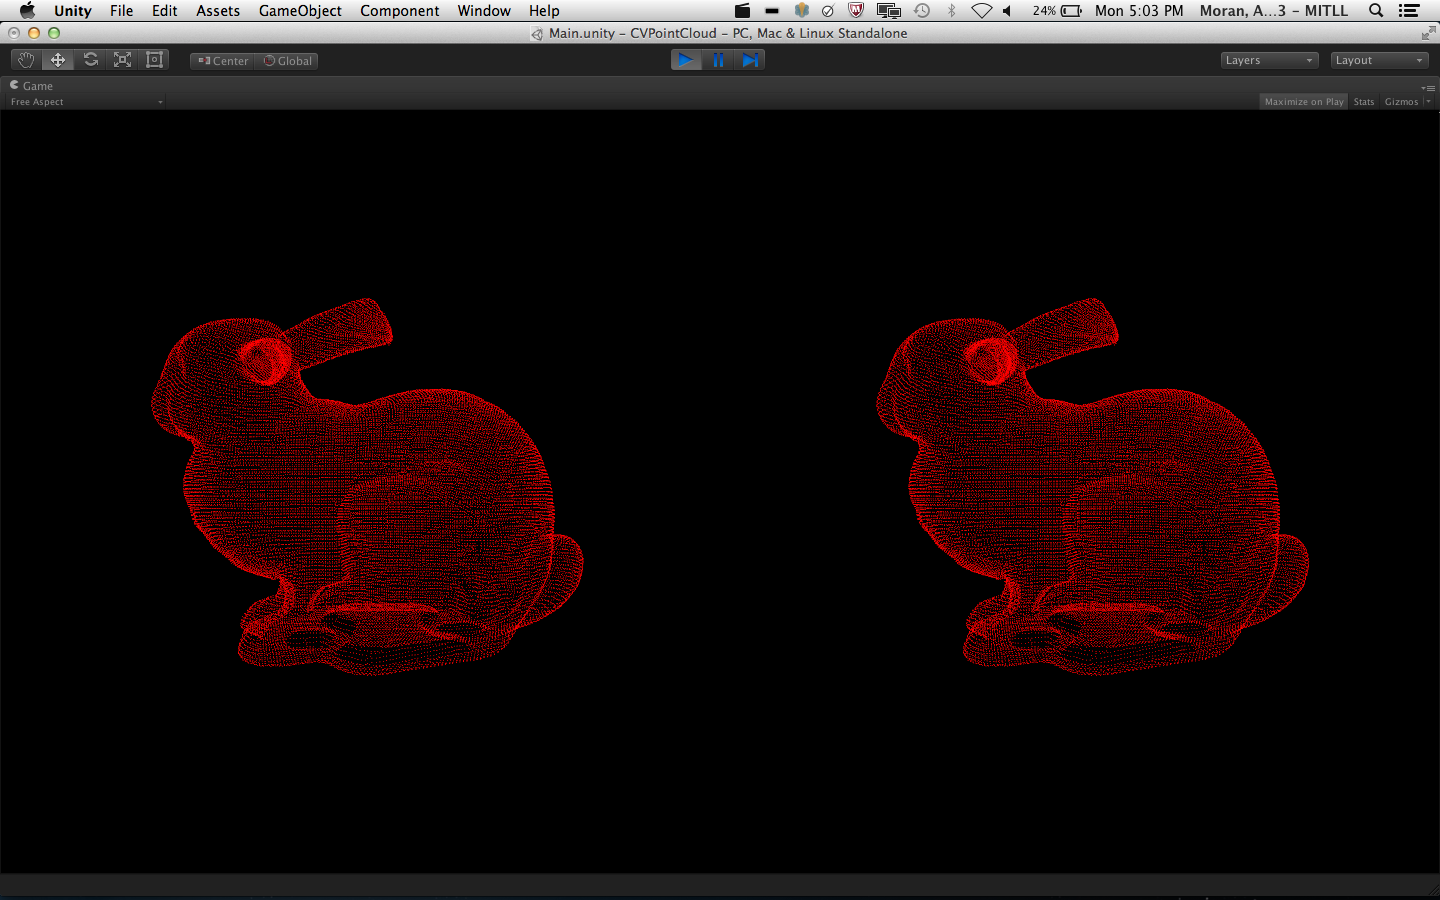 Unity File Edit Assets GameObject Component Window Help 24% Mon 5:03 PM Moran, A...3 – MITLL
Main.unity – CVPointCloud – PC, Mac & Linux Standalone
Center Global Layers Layout
Game
Free Aspect Maximize on Play Stats Gizmos